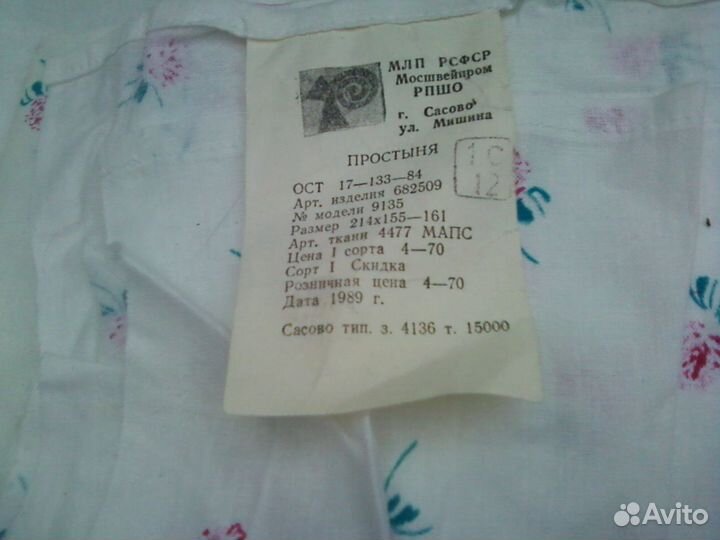 МЛП РСФСР
Мосшвейпром
РПШО
г. Сасово
ул. Мишина
ПРОСТЫНЯ
1 С
12
ОСТ 17—133—84
Арт. изделия 682509
№ модели 9135
Размер 214х155—161
Арт. ткани 4477 МАПС
Цена I сорта 4—70
Сорт I Скидка
Розничная цена 4—70
Дата 1989 г.
Сасово тип. з. 4136 т. 15000
Avito